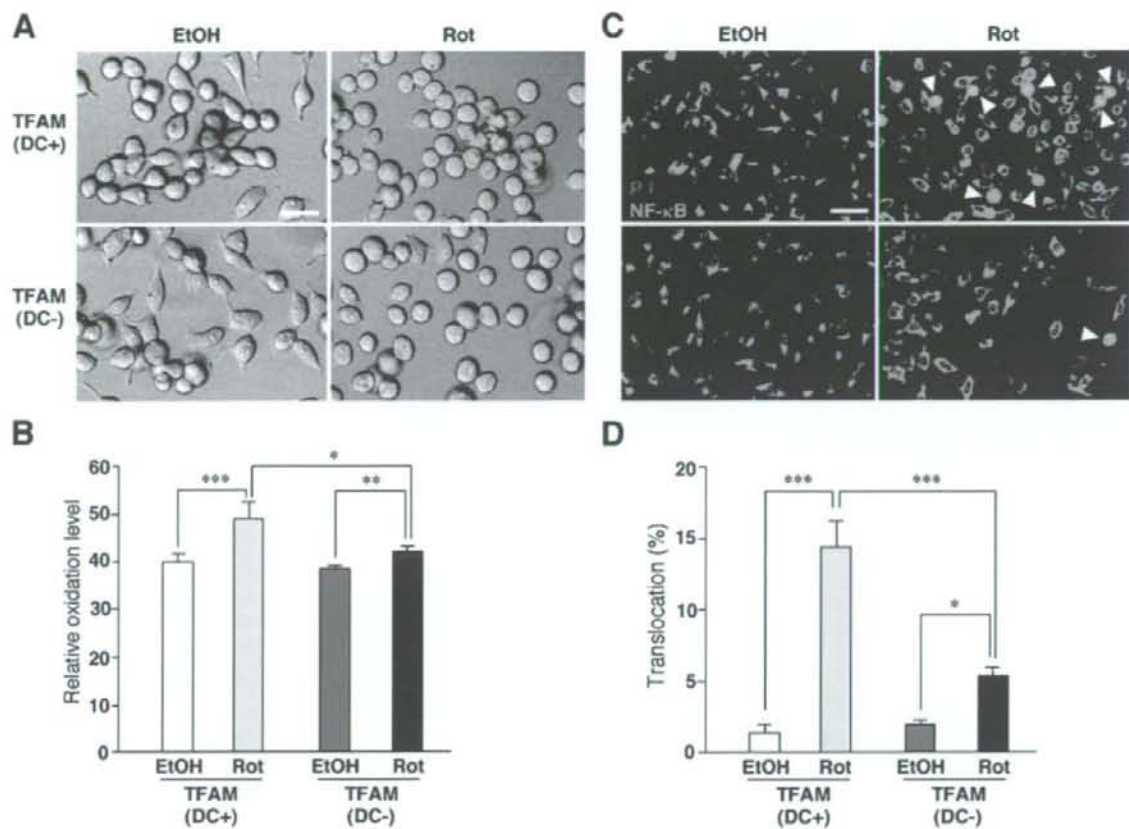 A
EtOH
Rot
TFAM
(DC+)
TFAM
(DC-)
C
EtOH
Rot
PI
NF-κB
B
Relative oxidation level
60
50
40
30
20
10
0
***
*
**
EtOH
Rot
EtOH
Rot
TFAM
(DC+)
TFAM
(DC-)
D
Translocation (%)
20
15
10
5
0
***
***
*
EtOH
Rot
EtOH
Rot
TFAM
(DC+)
TFAM
(DC-)